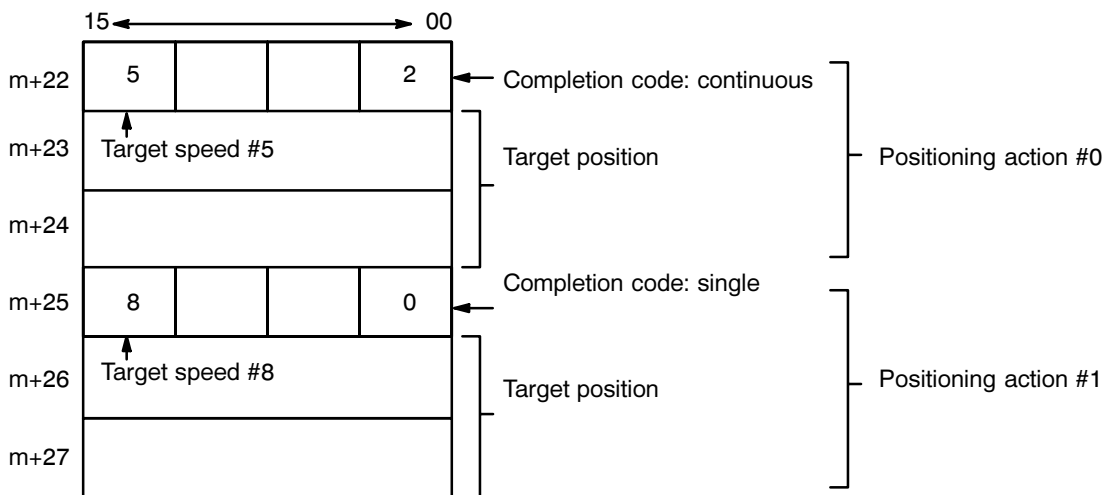 15 00
m+22 5 2 Completion code: continuous
m+23 Target speed #5 Target position Positioning action #0
m+24
m+25 8 0 Completion code: single
m+26 Target speed #8 Target position Positioning action #1
m+27